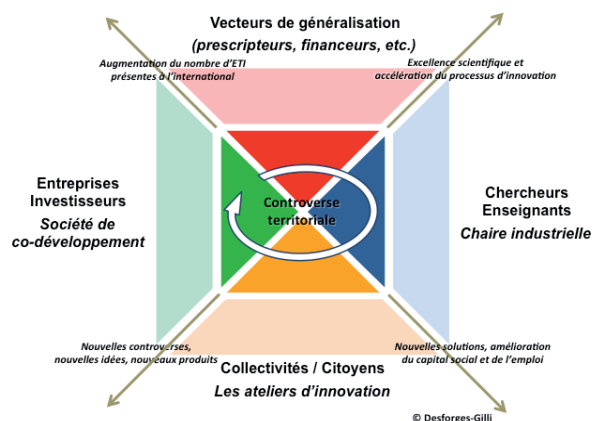 Vecteurs de généralisation
(prescripteurs, financeurs, etc.)
Augmentation du nombre d'ETI
présentes à l'international
Excellence scientifique et
accélération du processus d'innovation
Entreprises
Investisseurs
Société de
co-développement
Controverse
territoriale
Chercheurs
Enseignants
Chaire industrielle
Nouvelles controverses,
nouvelles idées, nouveaux produits
Nouvelles solutions, amélioration
du capital social et de l'emploi
Collectivités / Citoyens
Les ateliers d'innovation
© Desforges-Gilli